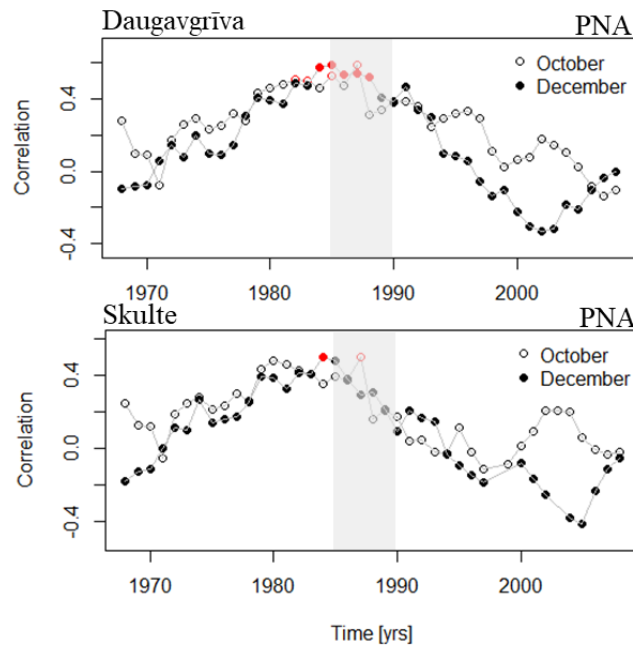 Daugavgrīva PNA
October
December
Correlation
0.4
0.0
-0.4
1970 1980 1990 2000
Skulte PNA
October
December
Correlation
0.4
0.0
-0.4
1970 1980 1990 2000
Time [yrs]